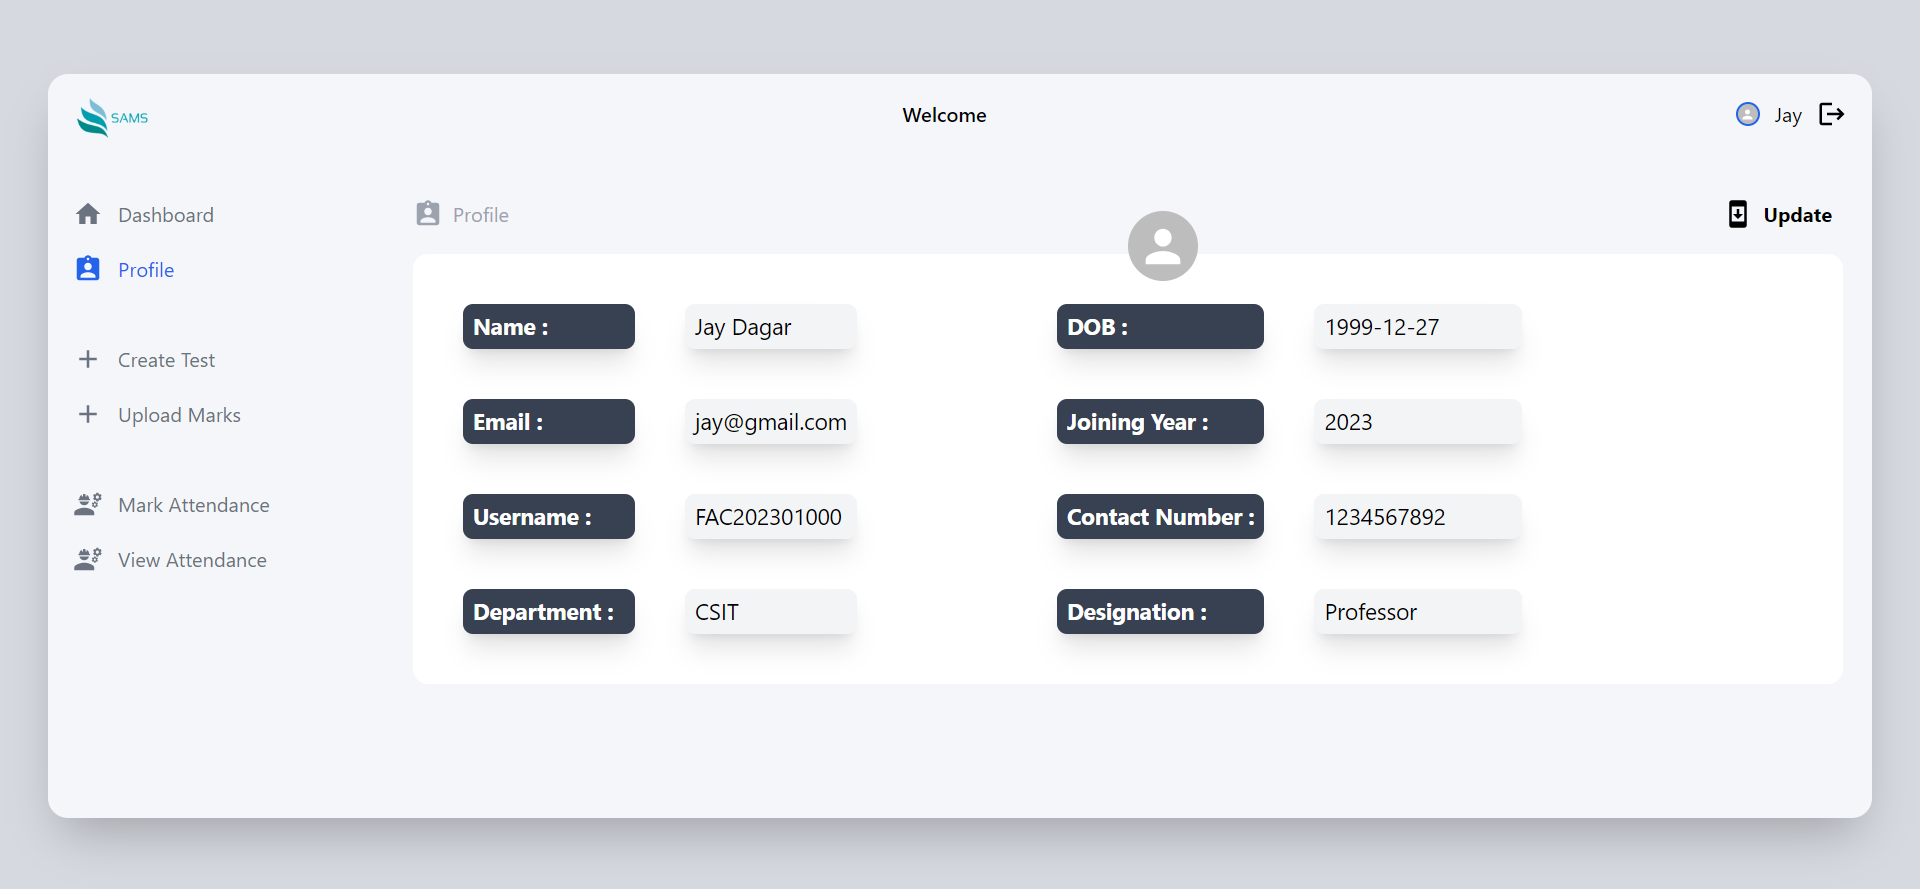 SAMS
Welcome
Jay
Dashboard
Profile
Create Test
Upload Marks
Mark Attendance
View Attendance
Profile
Update
Name : Jay Dagar DOB : 1999-12-27
Email : jay@gmail.com Joining Year : 2023
Username : FAC202301000 Contact Number : 1234567892
Department : CSIT Designation : Professor